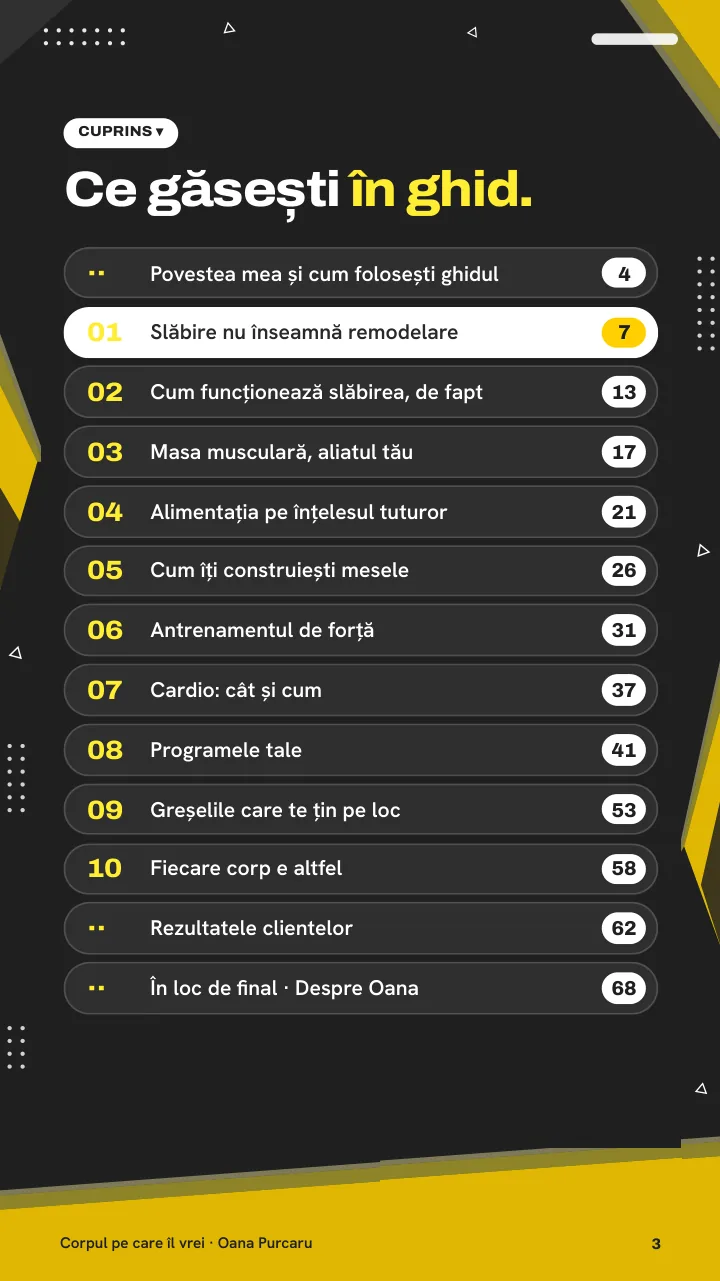 CUPRINS ▾
Ce găsești în ghid.
·· Povestea mea și cum folosești ghidul 4
01 Slăbire nu înseamnă remodelare 7
02 Cum funcționează slăbirea, de fapt 13
03 Masa musculară, aliatul tău 17
04 Alimentația pe înțelesul tuturor 21
05 Cum îți construiești mesele 26
06 Antrenamentul de forță 31
07 Cardio: cât și cum 37
08 Programele tale 41
09 Greșelile care te țin pe loc 53
10 Fiecare corp e altfel 58
·· Rezultatele clientelor 62
·· În loc de final · Despre Oana 68
Corpul pe care îl vrei · Oana Purcaru 3